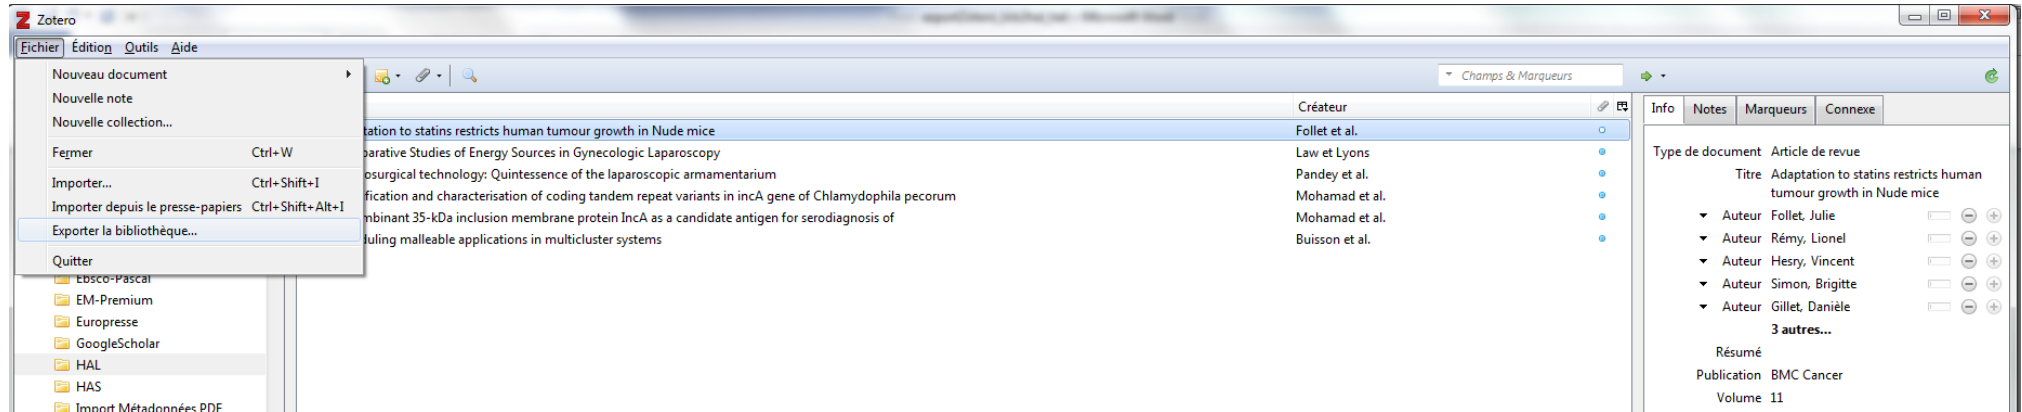 Zotero
Fichier Édition Outils Aide
Nouveau document
Nouvelle note
Nouvelle collection...
Fermer Ctrl+W
Importer... Ctrl+Shift+I
Importer depuis le presse-papiers Ctrl+Shift+Alt+I
Exporter la bibliothèque...
Quitter
Ebsco-Pascal
EM-Premium
Europresse
GoogleScholar
HAL
HAS
Import Métadonnées PDF
Champs & Marqueurs
Créateur
tation to statins restricts human tumour growth in Nude mice Follet et al.
parative Studies of Energy Sources in Gynecologic Laparoscopy Law et Lyons
osurgical technology: Quintessence of the laparoscopic armamentarium Pandey et al.
ification and characterisation of coding tandem repeat variants in incA gene of Chlamydophila pecorum Mohamad et al.
mbinant 35-kDa inclusion membrane protein IncA as a candidate antigen for serodiagnosis of Mohamad et al.
duling malleable applications in multicluster systems Buisson et al.
Info Notes Marqueurs Connexe
Type de document Article de revue
Titre Adaptation to statins restricts human
tumour growth in Nude mice
Auteur Follet, Julie
Auteur Rémy, Lionel
Auteur Hesry, Vincent
Auteur Simon, Brigitte
Auteur Gillet, Danièle
3 autres...
Résumé
Publication BMC Cancer
Volume 11